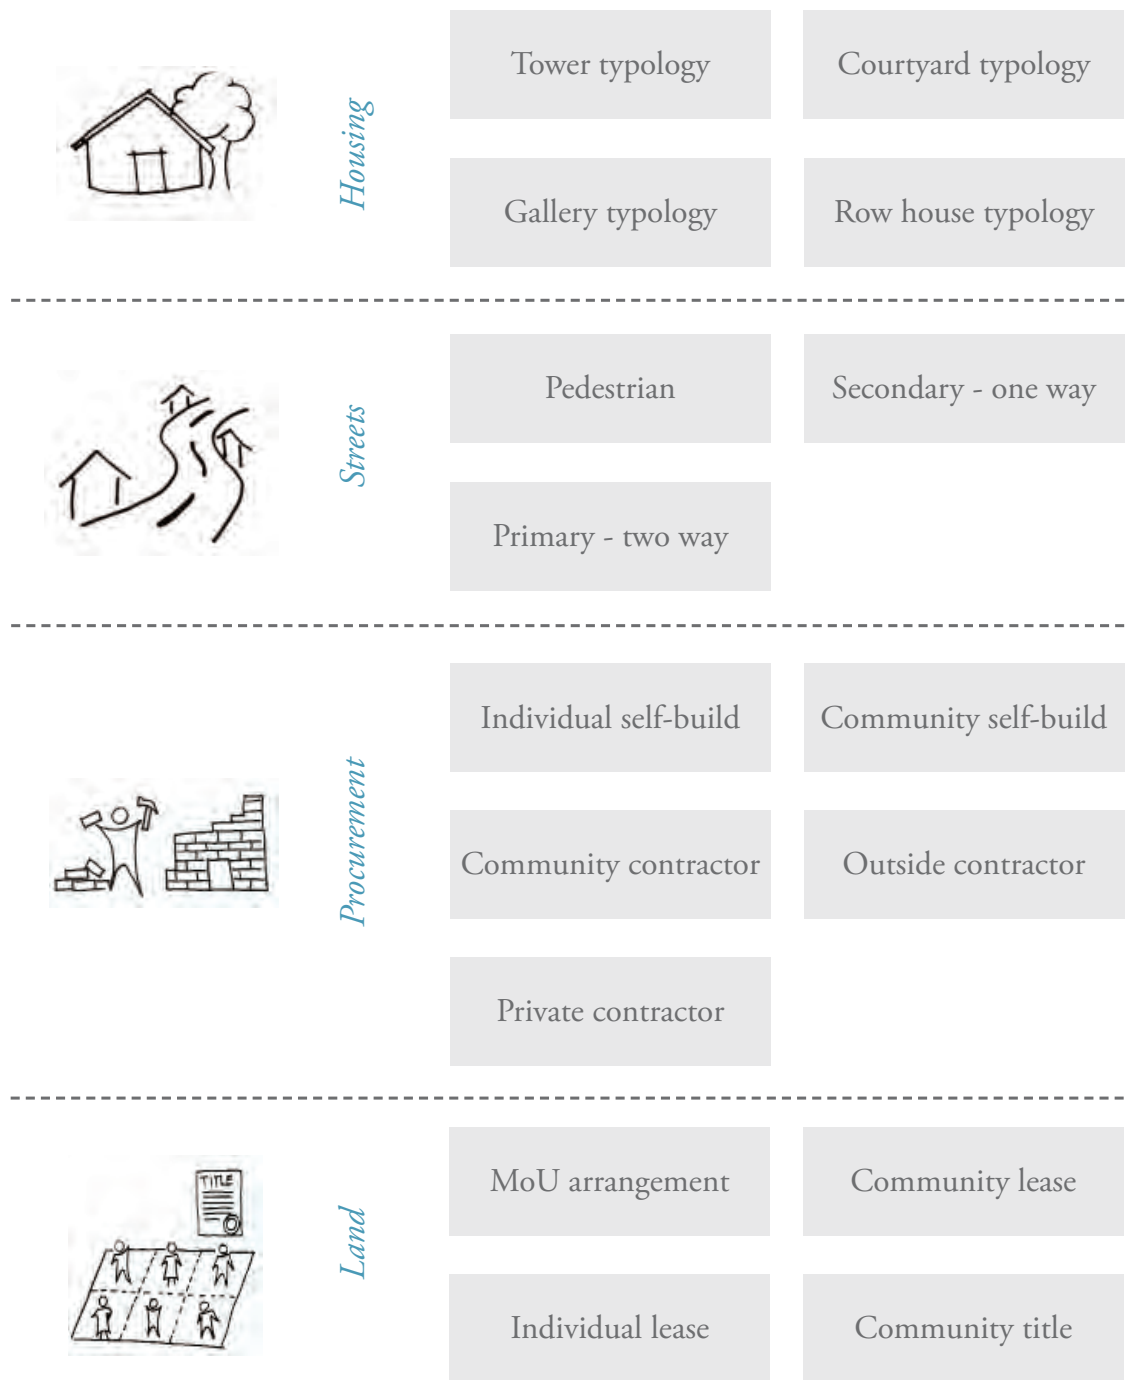 Housing
Tower typology
Courtyard typology
Gallery typology
Row house typology
Streets
Pedestrian
Secondary - one way
Primary - two way
Procurement
Individual self-build
Community self-build
Community contractor
Outside contractor
Private contractor
TITLE
Land
MoU arrangement
Community lease
Individual lease
Community title